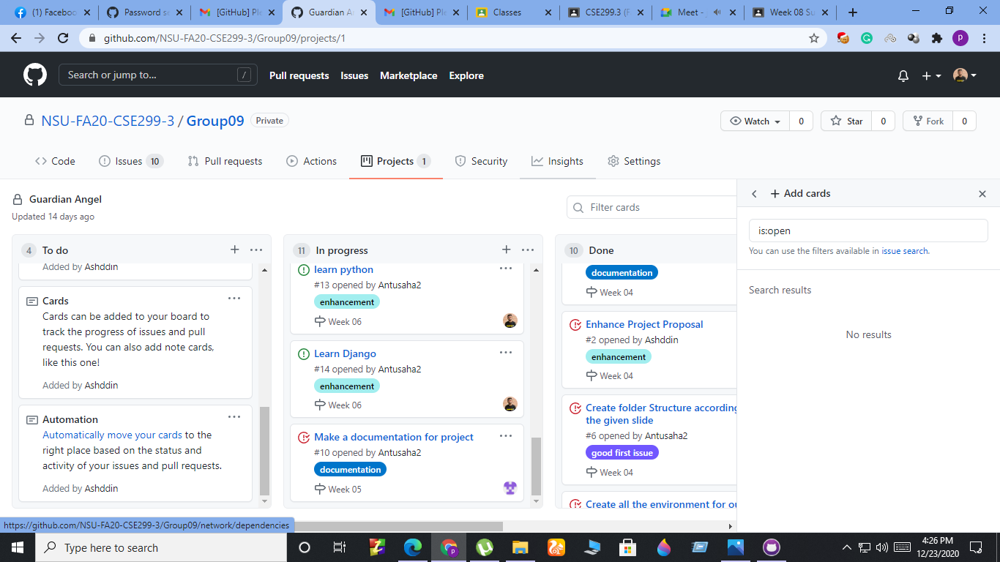 (1) Faceboo
Password se
[GitHub] Ple
Guardian A
[GitHub] Ple
Classes
CSE299.3 (F
Meet -
Week 08 Su
github.com/NSU-FA20-CSE299-3/Group09/projects/1
Search or jump to...
/
Pull requests
Issues
Marketplace
Explore
NSU-FA20-CSE299-3 / Group09
Private
Watch
0
Star
0
Fork
0
Code
Issues 10
Pull requests
Actions
Projects 1
Security
Insights
Settings
Guardian Angel
Updated 14 days ago
Filter cards
4 To do
Added by Ashddin
Cards
Cards can be added to your board to
track the progress of issues and pull
requests. You can also add note cards,
like this one!
Added by Ashddin
Automation
Automatically move your cards to the
right place based on the status and
activity of your issues and pull requests.
Added by Ashddin
11 In progress
learn python
#13 opened by Antusaha2
enhancement
Week 06
Learn Django
#14 opened by Antusaha2
enhancement
Week 06
Make a documentation for project
#10 opened by Antusaha2
documentation
Week 05
10 Done
documentation
Week 04
Enhance Project Proposal
#2 opened by Ashddin
enhancement
Week 04
Create folder Structure according
the given slide
#6 opened by Antusaha2
good first issue
Week 04
Create all the environment for ou
Add cards
is:open
You can use the filters available in issue search.
Search results
No results
https://github.com/NSU-FA20-CSE299-3/Group09/network/dependencies
Type here to search
4:26 PM
12/23/2020